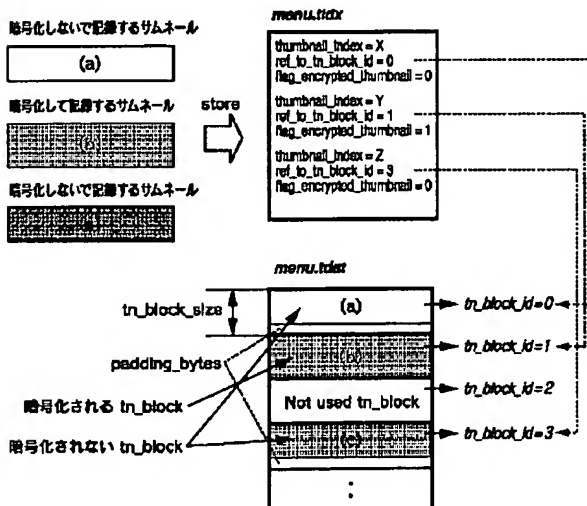 暗号化しないで記録するサムネール
(a)
暗号化して記録するサムネール
(b)
暗号化しないで記録するサムネール
store
menu.tidx
thumbnail_index = X
ref_to_tn_block_id = 0
flag_encrypted_thumbnail = 0
thumbnail_index = Y
ref_to_tn_block_id = 1
flag_encrypted_thumbnail = 1
thumbnail_index = Z
ref_to_tn_block_id = 3
flag_encrypted_thumbnail = 0
menu.tdat
tn_block_size
padding_bytes
暗号化される tn_block
暗号化されない tn_block
(a)
(b)
Not used tn_block
(c)
:
tn_block_id=0
tn_block_id=1
tn_block_id=2
tn_block_id=3